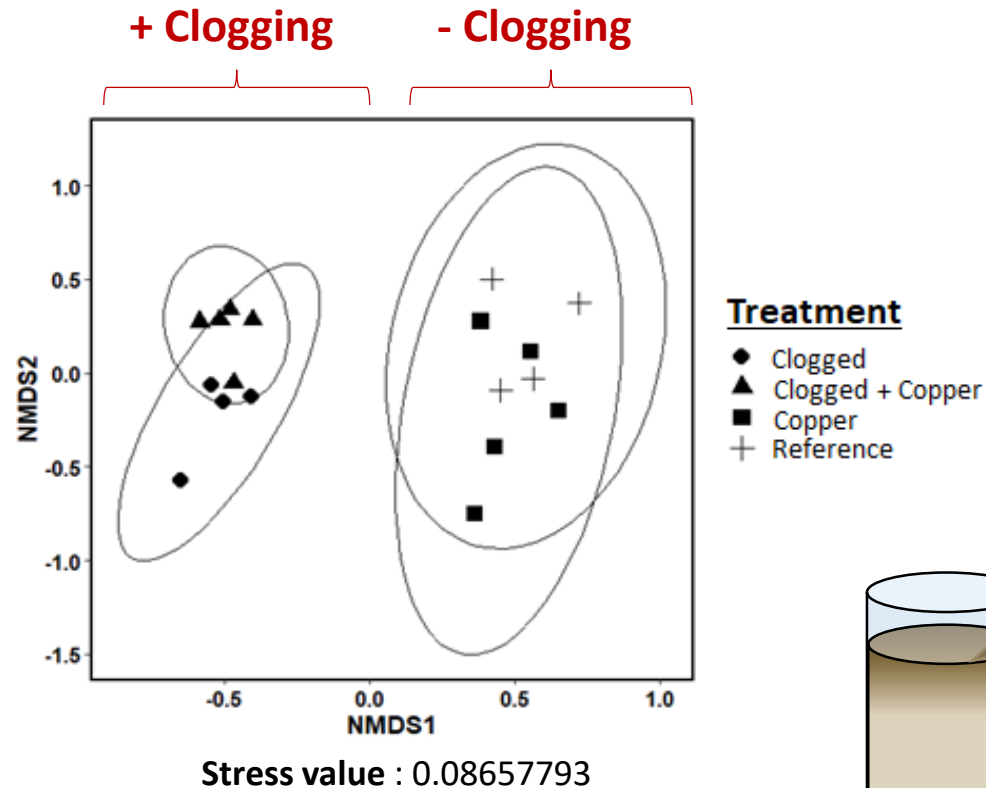 + Clogging - Clogging
1.0
0.5
0.0
-0.5
-1.0
-1.5
NMDS2
-0.5 0.0 0.5 1.0
NMDS1
Stress value : 0.08657793
Treatment
Clogged
Clogged + Copper
Copper
Reference